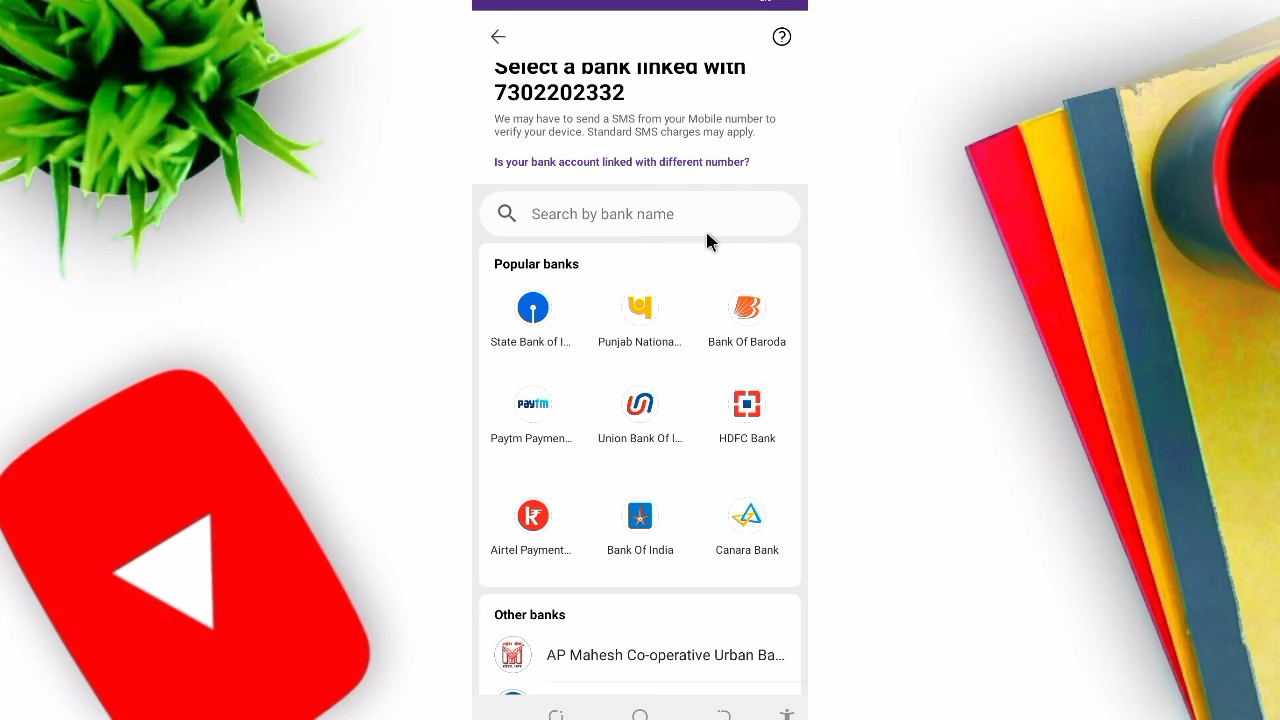 Select a bank linked with
7302202332
We may have to send a SMS from your Mobile number to
verify your device. Standard SMS charges may apply.
Is your bank account linked with different number?
Search by bank name
Popular banks
State Bank of I...
Punjab Nationa...
Bank Of Baroda
paytm
Paytm Paymen...
Union Bank Of I...
HDFC Bank
Airtel Payment...
Bank Of India
Canara Bank
Other banks
AP Mahesh Co-operative Urban Ba...